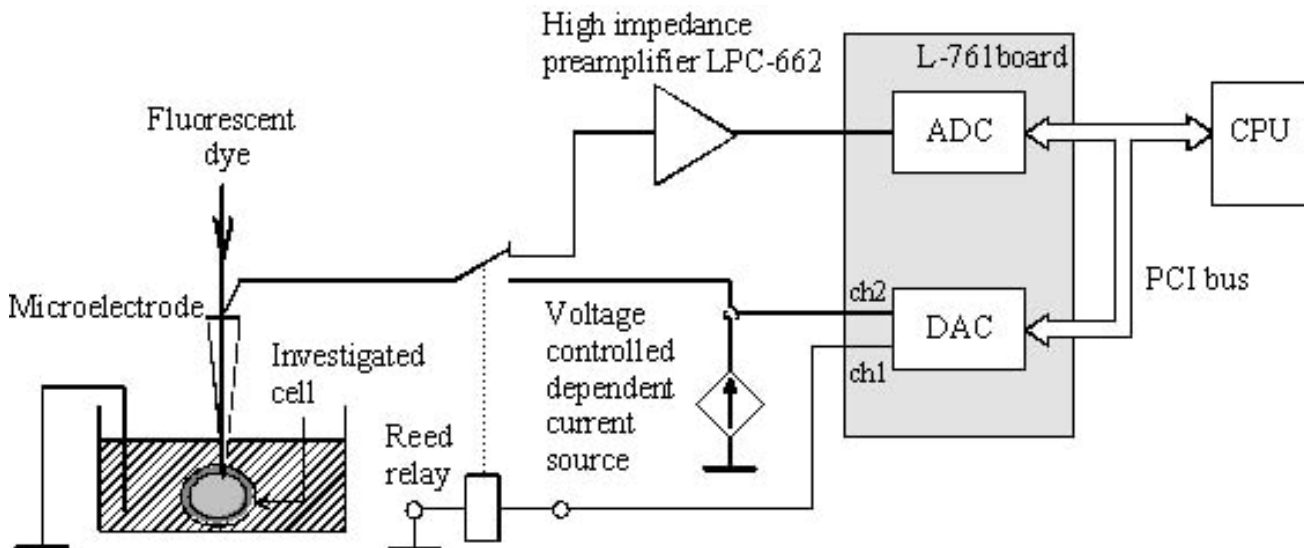 High impedance
preamplifier LPC-662
L-761board
ADC
CPU
Fluorescent
dye
PCI bus
Microelectrode
ch2
DAC
Voltage
controlled
dependent
current
source
ch1
Investigated
cell
Reed
relay